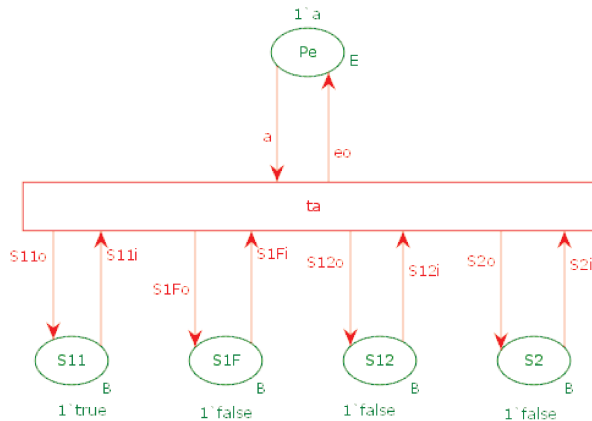 1`a
Pe
E
a
eo
ta
S11o
S11i
S1Fo
S1Fi
S12o
S12i
S2o
S2i
S11
B
1`true
S1F
B
1`false
S12
B
1`false
S2
B
1`false